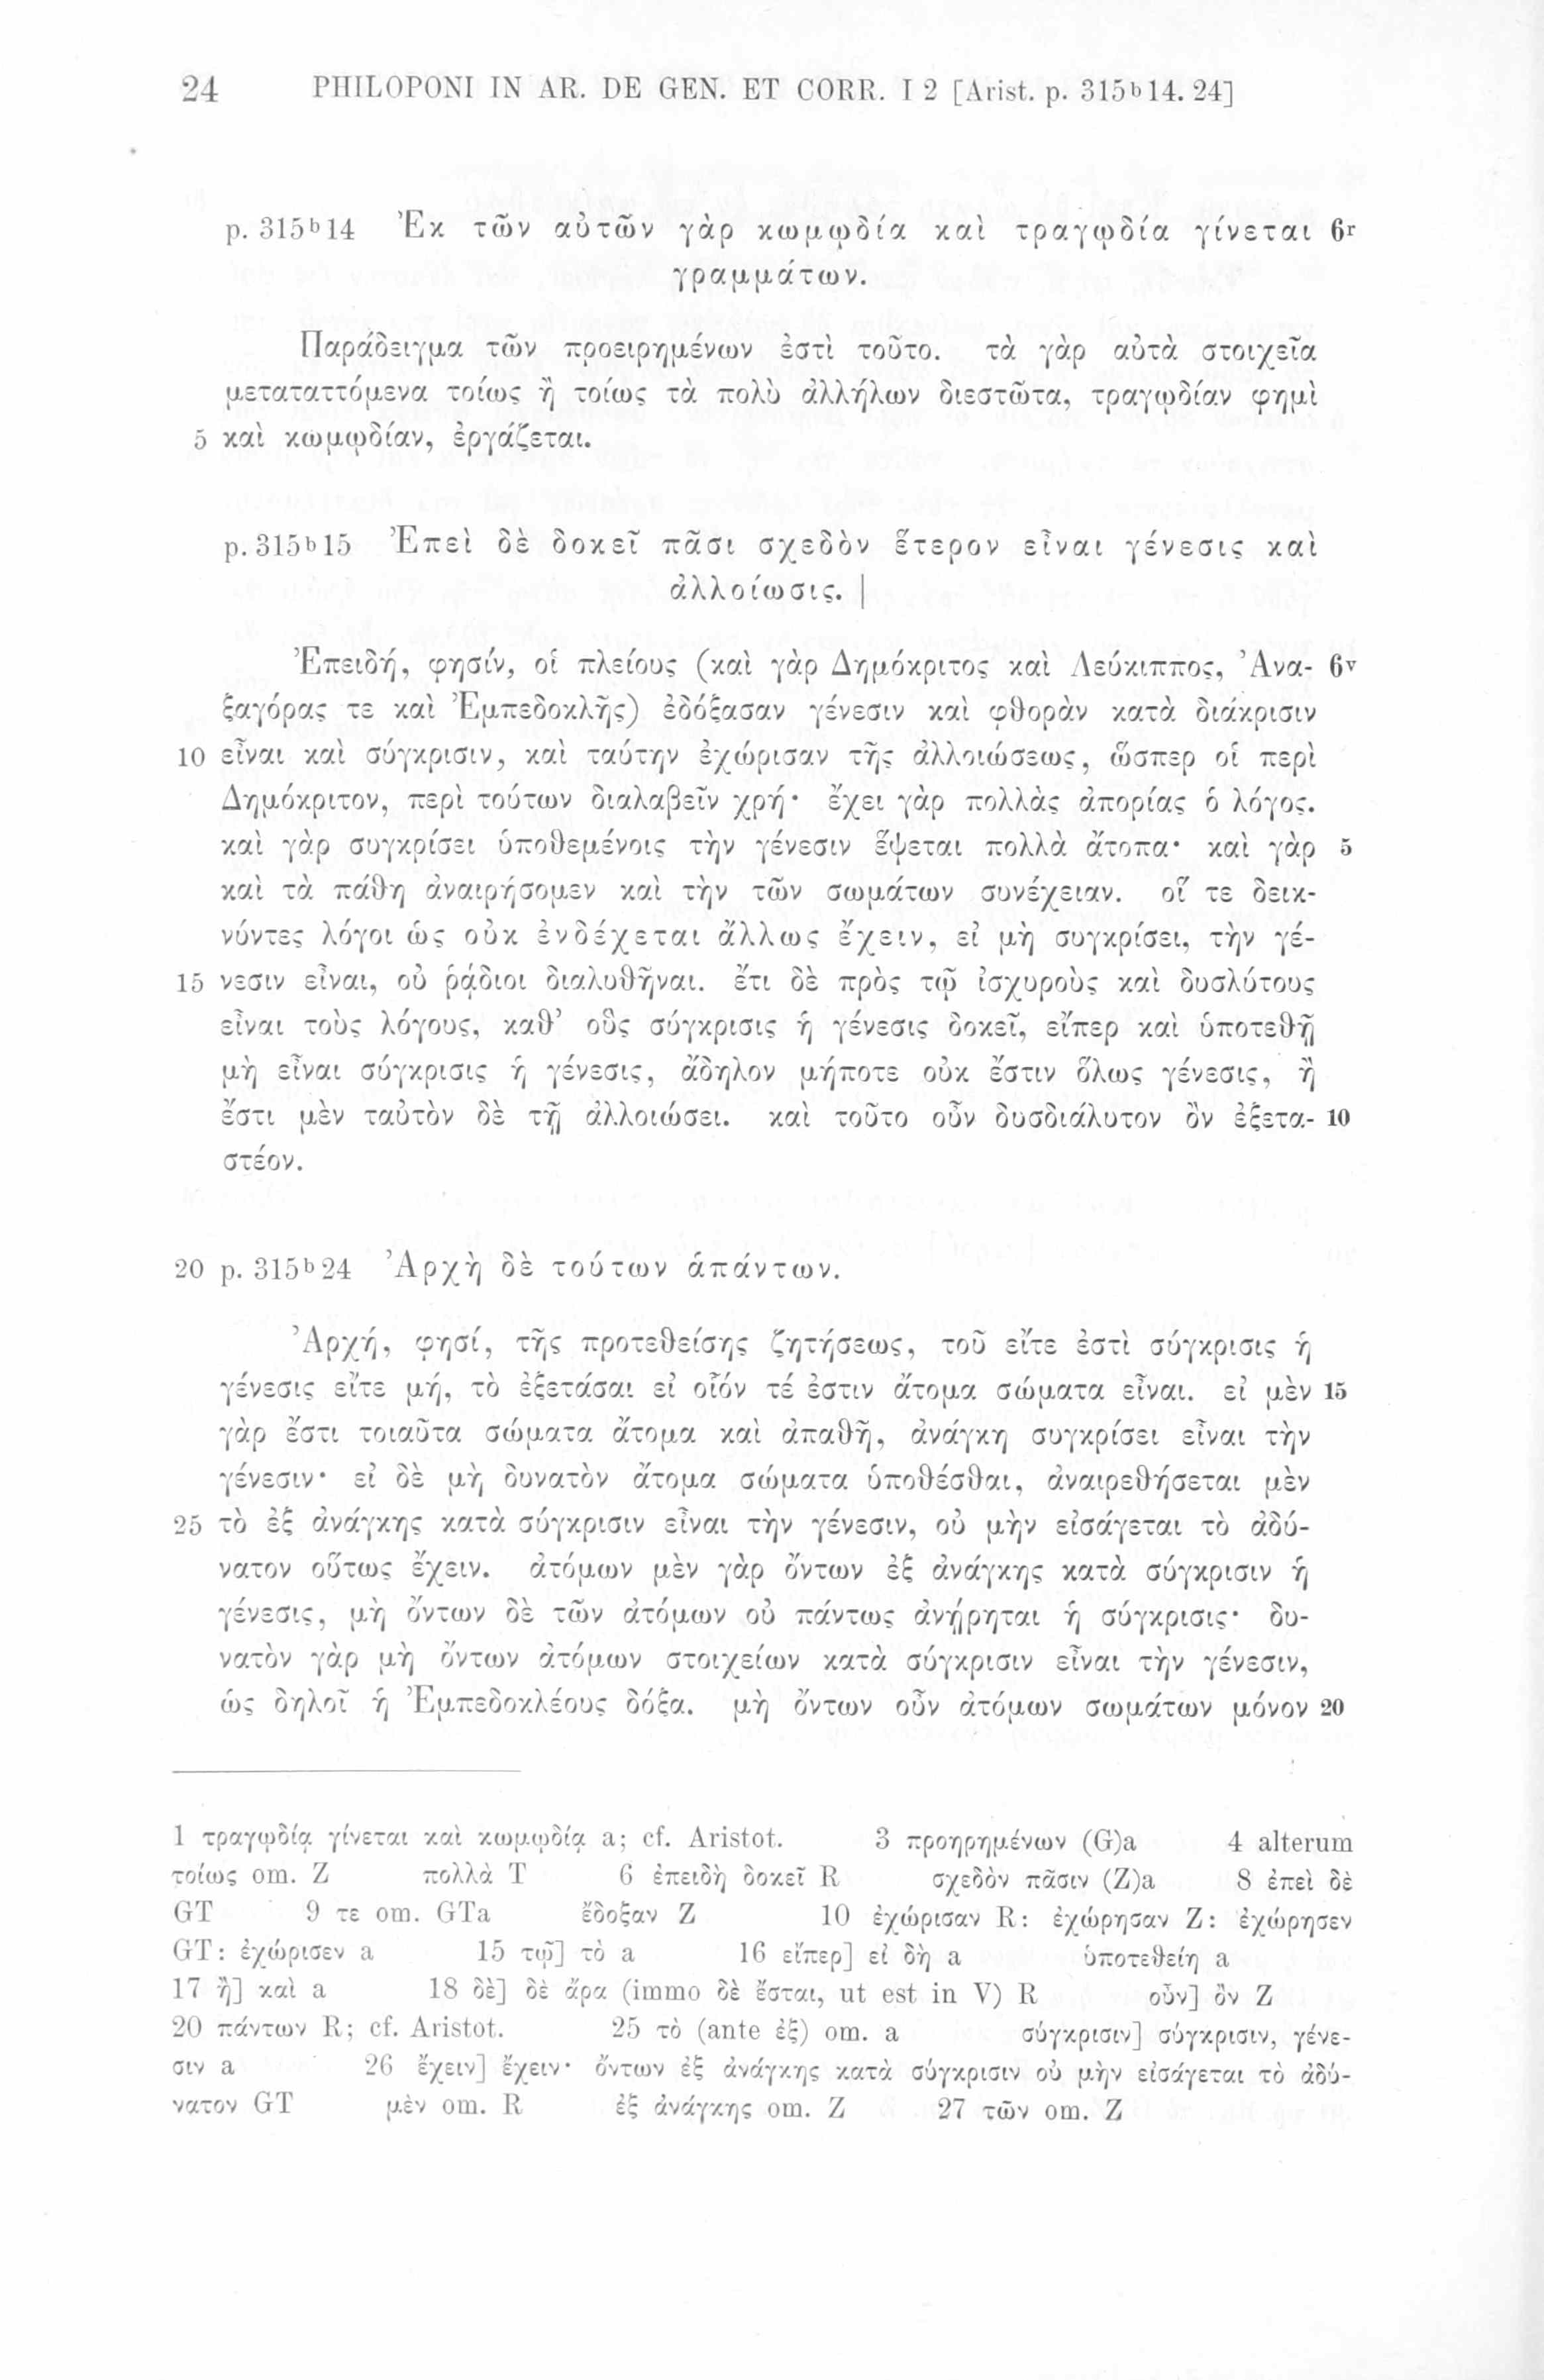 24 PHILOPONI IN AR. DE GEN. ET CORR. I 2 [Arist. p. 315ᵇ14. 24]
p. 315ᵇ14 Ἐκ τῶν αὐτῶν γὰρ κωμῳδία καὶ τραγῳδία γίνεται 6ʳ
γραμμάτων.
Παράδειγμα τῶν προειρημένων ἐστὶ τοῦτο. τὰ γὰρ αὐτὰ στοιχεῖα
μεταταττόμενα τοίως ἢ τοίως τὰ πολὺ ἀλλήλων διεστῶτα, τραγῳδίαν φημὶ
5 καὶ κωμῳδίαν, ἐργάζεται.
p. 315ᵇ15 Ἐπεὶ δὲ δοκεῖ πᾶσι σχεδὸν ἕτερον εἶναι γένεσις καὶ
ἀλλοίωσις. |
Ἐπειδή, φησίν, οἱ πλείους (καὶ γὰρ Δημόκριτος καὶ Λεύκιππος, Ἀνα- 6ᵛ
ξαγόρας τε καὶ Ἐμπεδοκλῆς) ἐδόξασαν γένεσιν καὶ φθορὰν κατὰ διάκρισιν
10 εἶναι καὶ σύγκρισιν, καὶ ταύτην ἐχώρισαν τῆς ἀλλοιώσεως, ὥσπερ οἱ περὶ
Δημόκριτον, περὶ τούτων διαλαβεῖν χρή· ἔχει γὰρ πολλὰς ἀπορίας ὁ λόγος.
καὶ γὰρ συγκρίσει ὑποθεμένοις τὴν γένεσιν ἕψεται πολλὰ ἄτοπα· καὶ γὰρ 5
καὶ τὰ πάθη ἀναιρήσομεν καὶ τὴν τῶν σωμάτων συνέχειαν. οἵ τε δεικ-
νύντες λόγοι ὡς οὐκ ἐνδέχεται ἄλλως ἔχειν, εἰ μὴ συγκρίσει, τὴν γέ-
15 νεσιν εἶναι, οὐ ῥᾴδιοι διαλυθῆναι. ἔτι δὲ πρὸς τῷ ἰσχυροὺς καὶ δυσλύτους
εἶναι τοὺς λόγους, καθ’ οὓς σύγκρισις ἡ γένεσις δοκεῖ, εἴπερ καὶ ὑποτεθῇ
μὴ εἶναι σύγκρισις ἡ γένεσις, ἄδηλον μήποτε οὐκ ἔστιν ὅλως γένεσις, ἢ
ἔστι μὲν ταὐτὸν δὲ τῇ ἀλλοιώσει. καὶ τοῦτο οὖν δυσδιάλυτον ὂν ἐξετα- 10
στέον.
20 p. 315ᵇ24 Ἀρχὴ δὲ τούτων ἁπάντων.
Ἀρχή, φησί, τῆς προτεθείσης ζητήσεως, τοῦ εἴτε ἐστὶ σύγκρισις ἡ
γένεσις εἴτε μή, τὸ ἐξετάσαι εἰ οἷόν τέ ἐστιν ἄτομα σώματα εἶναι. εἰ μὲν 15
γὰρ ἔστι τοιαῦτα σώματα ἄτομα καὶ ἀπαθῆ, ἀνάγκη συγκρίσει εἶναι τὴν
γένεσιν· εἰ δὲ μὴ δυνατὸν ἄτομα σώματα ὑποθέσθαι, ἀναιρεθήσεται μὲν
25 τὸ ἐξ ἀνάγκης κατὰ σύγκρισιν εἶναι τὴν γένεσιν, οὐ μὴν εἰσάγεται τὸ ἀδύ-
νατον οὕτως ἔχειν. ἀτόμων μὲν γὰρ ὄντων ἐξ ἀνάγκης κατὰ σύγκρισιν ἡ
γένεσις, μὴ ὄντων δὲ τῶν ἀτόμων οὐ πάντως ἀνῄρηται ἡ σύγκρισις· δυ-
νατὸν γὰρ μὴ ὄντων ἀτόμων στοιχείων κατὰ σύγκρισιν εἶναι τὴν γένεσιν,
ὡς δηλοῖ ἡ Ἐμπεδοκλέους δόξα. μὴ ὄντων οὖν ἀτόμων σωμάτων μόνον 20
1 τραγῳδίᾳ γίνεται καὶ κωμῳδίᾳ a; cf. Aristot. 3 προηρημένων (G)a 4 alterum
τοίως om. Z πολλὰ T 6 ἐπειδὴ δοκεῖ R σχεδὸν πᾶσιν (Z)a 8 ἐπεὶ δὲ
GT 9 τε om. GTa ἔδοξαν Z 10 ἐχώρισαν R: ἐχώρησαν Z: ἐχώρησεν
GT: ἐχώρισεν a 15 τῷ] τὸ a 16 εἴπερ] εἰ δὴ a ὑποτεθείη a
17 ἢ] καὶ a 18 δὲ] δὲ ἄρα (immo δὲ ἔσται, ut est in V) R οὖν] ὂν Z
20 πάντων R; cf. Aristot. 25 τὸ (ante ἐξ) om. a σύγκρισιν] σύγκρισιν, γένε-
σιν a 26 ἔχειν] ἔχειν· ὄντων ἐξ ἀνάγκης κατὰ σύγκρισιν οὐ μὴν εἰσάγεται τὸ ἀδύ-
νατον GT μὲν om. R ἐξ ἀνάγκης om. Z 27 τῶν om. Z